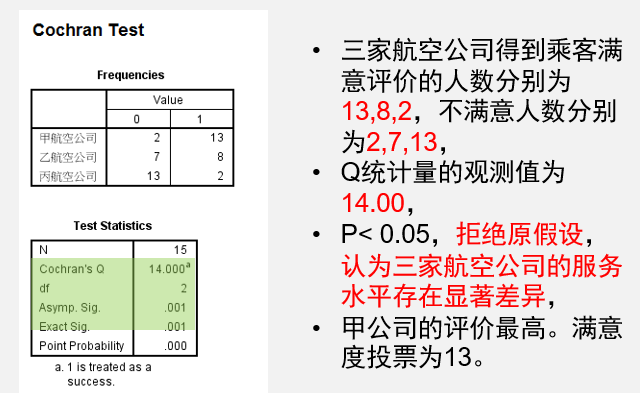 Cochran Test
Frequencies
Value
0 1
甲航空公司 2 13
乙航空公司 7 8
丙航空公司 13 2
Test Statistics
N 15
Cochran's Q 14.000a
df 2
Asymp. Sig. .001
Exact Sig. .001
Point Probability .000
a. 1 is treated as a
success.
• 三家航空公司得到乘客满
意评价的人数分别为
13,8,2，不满意人数分别
为2,7,13，
• Q统计量的观测值为
14.00，
• P< 0.05，拒绝原假设，
认为三家航空公司的服务
水平存在显著差异，
• 甲公司的评价最高。满意
度投票为13。